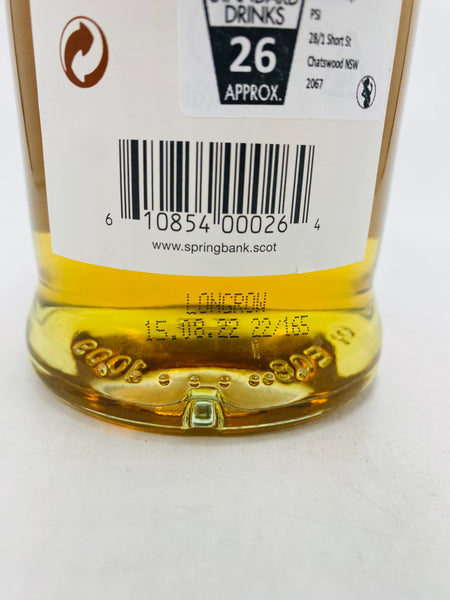 STANDARD
DRINKS
26
APPROX.
PSI
28/1 Short St
Chatswood NSW
2067
6 10854 00026 4
www.springbank.scot
LONGROW
15.08.22 22/165